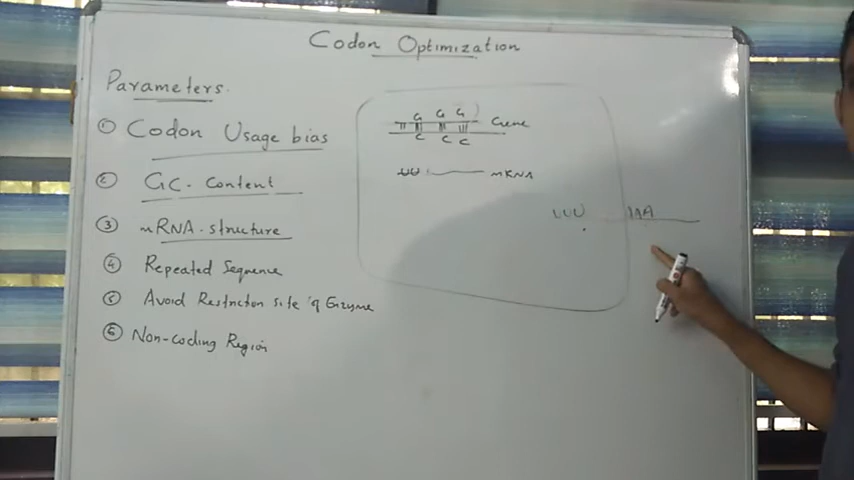 Codon Optimization
Parameters.
① Codon Usage bias
② GC-Content
③ mRNA-structure
④ Repeated Sequence
⑤ Avoid Restriction site of Enzyme
⑥ Non-coding Region
G G G
Gene
C C C
UU mRNA
UUU